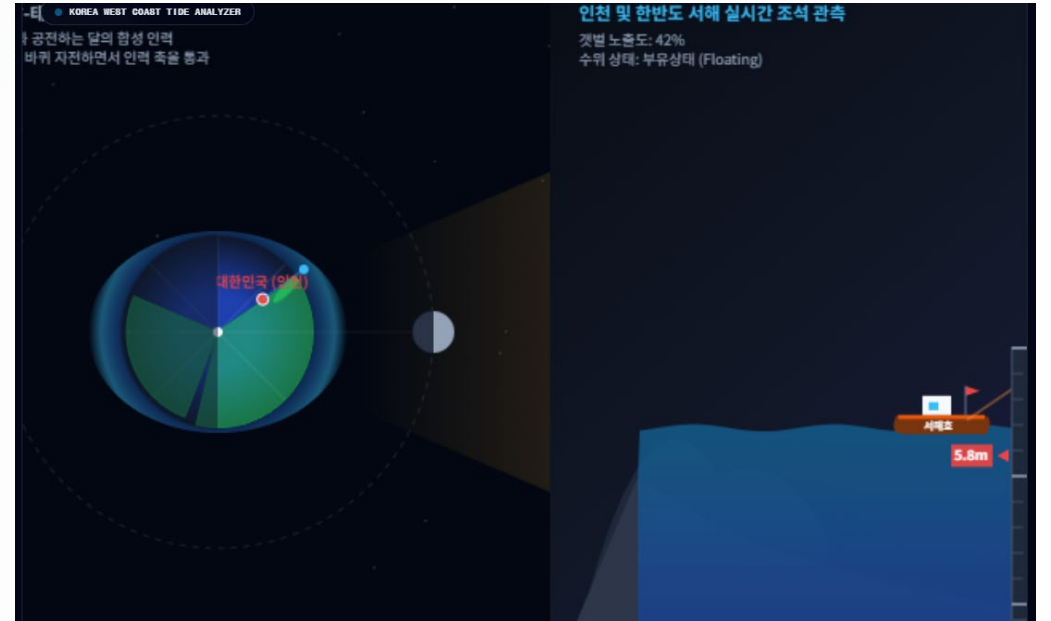 KOREA WEST COAST TIDE ANALYZER
공전하는 달의 합성 인력
바퀴 자전하면서 인력 축을 통과
대한민국 (인천)
인천 및 한반도 서해 실시간 조석 관측
갯벌 노출도: 42%
수위 상태: 부유상태 (Floating)
서해호
5.8m